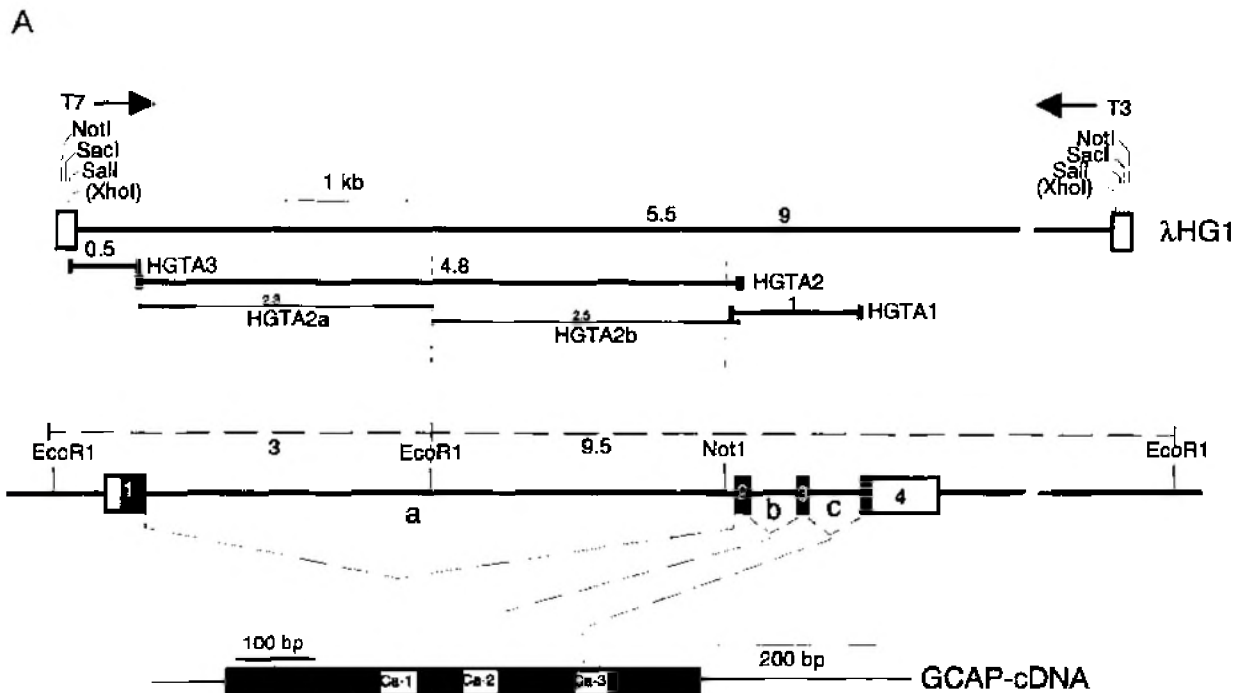 A
T7
T3
NotI
SacI
SalI
(XhoI)
NotI
SacI
SalI
(XhoI)
1 kb
5.5
9
λHG1
0.5
HGTA3
4.8
HGTA2
2.3
HGTA2a
2.5
HGTA2b
1
HGTA1
EcoR1
3
EcoR1
9.5
Not1
EcoR1
1
2
3
4
a
b
c
100 bp
200 bp
Ca-1
Ca-2
Ca-3
GCAP-cDNA